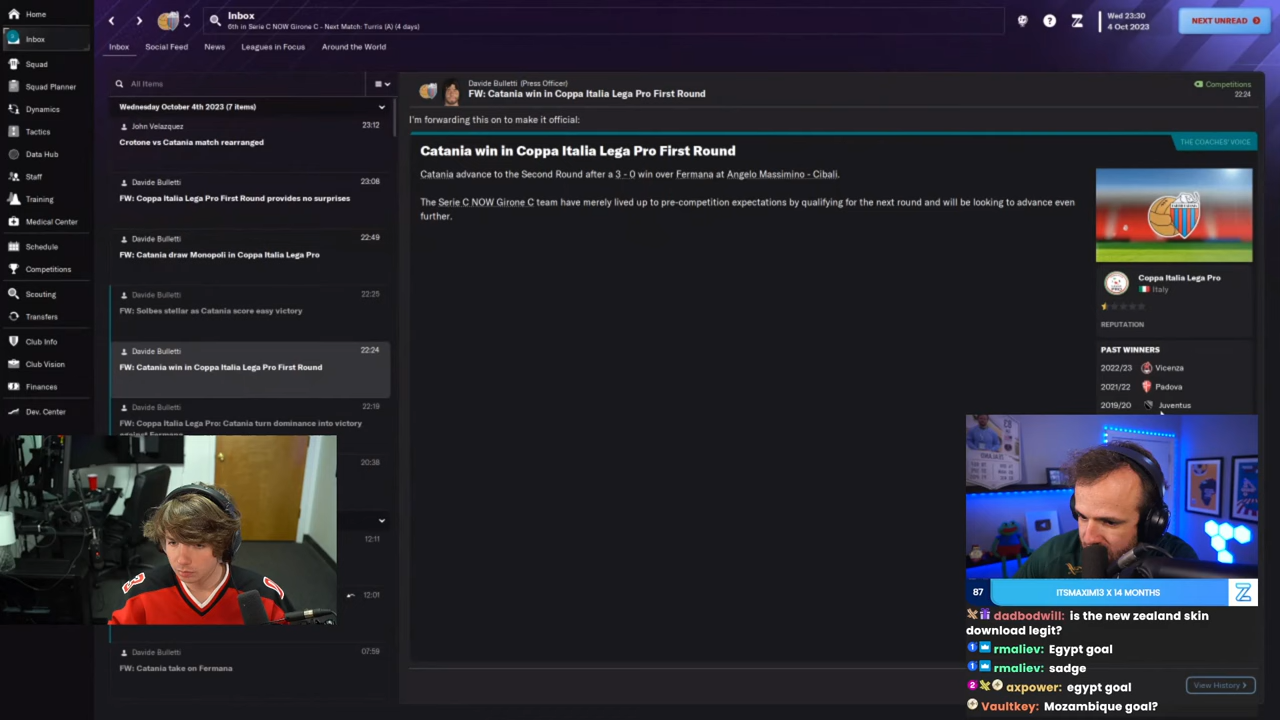 Home
Inbox
Squad
Squad Planner
Dynamics
Tactics
Data Hub
Staff
Training
Medical Center
Schedule
Competitions
Scouting
Transfers
Club Info
Club Vision
Finances
Dev. Center
Inbox
6th in Serie C NOW Girone C - Next Match: Turris (A) (4 days)
Wed 23:30
4 Oct 2023
NEXT UNREAD
Inbox
Social Feed
News
Leagues in Focus
Around the World
All Items
Wednesday October 4th 2023 (7 items)
John Velazquez
23:12
Crotone vs Catania match rearranged
Davide Bulletti
23:08
FW: Coppa Italia Lega Pro First Round provides no surprises
Davide Bulletti
22:49
FW: Catania draw Monopoli in Coppa Italia Lega Pro
Davide Bulletti
22:25
FW: Solbes stellar as Catania score easy victory
Davide Bulletti
22:24
FW: Catania win in Coppa Italia Lega Pro First Round
Davide Bulletti
22:19
FW: Coppa Italia Lega Pro: Catania turn dominance into victory
20:38
12:11
12:01
Davide Bulletti
07:59
FW: Catania take on Fermana
Davide Bulletti (Press Officer)
FW: Catania win in Coppa Italia Lega Pro First Round
Competitions
22:24
I'm forwarding this on to make it official:
THE COACHES' VOICE
Catania win in Coppa Italia Lega Pro First Round
Catania advance to the Second Round after a 3 - 0 win over Fermana at Angelo Massimino - Cibali.
The Serie C NOW Girone C team have merely lived up to pre-competition expectations by qualifying for the next round and will be looking to advance even
further.
Coppa Italia Lega Pro
Italy
REPUTATION
PAST WINNERS
2022/23 Vicenza
2021/22 Padova
2019/20 Juventus
87
ITSMAXIM13 X 14 MONTHS
dadbodwill: is the new zealand skin
download legit?
rmaliev: Egypt goal
rmaliev: sadge
axpower: egypt goal
Vaultkey: Mozambique goal?
View History